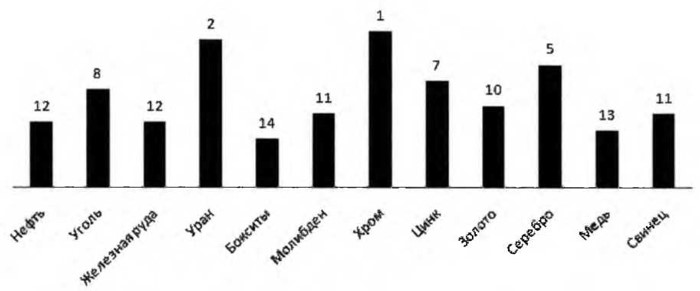 12
8
12
2
14
11
1
7
10
5
13
11
Нефть
Уголь
Железная руда
Уран
Бокситы
Молибден
Хром
Цинк
Золото
Серебро
Медь
Свинец